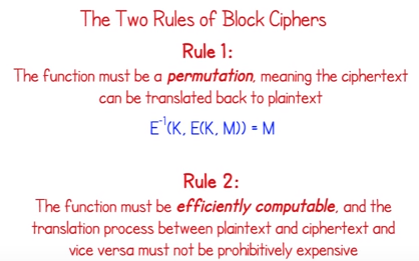 The Two Rules of Block Ciphers
Rule 1:
The function must be a permutation, meaning the ciphertext
can be translated back to plaintext
E⁻¹(K, E(K, M)) = M
Rule 2:
The function must be efficiently computable, and the
translation process between plaintext and ciphertext and
vice versa must not be prohibitively expensive